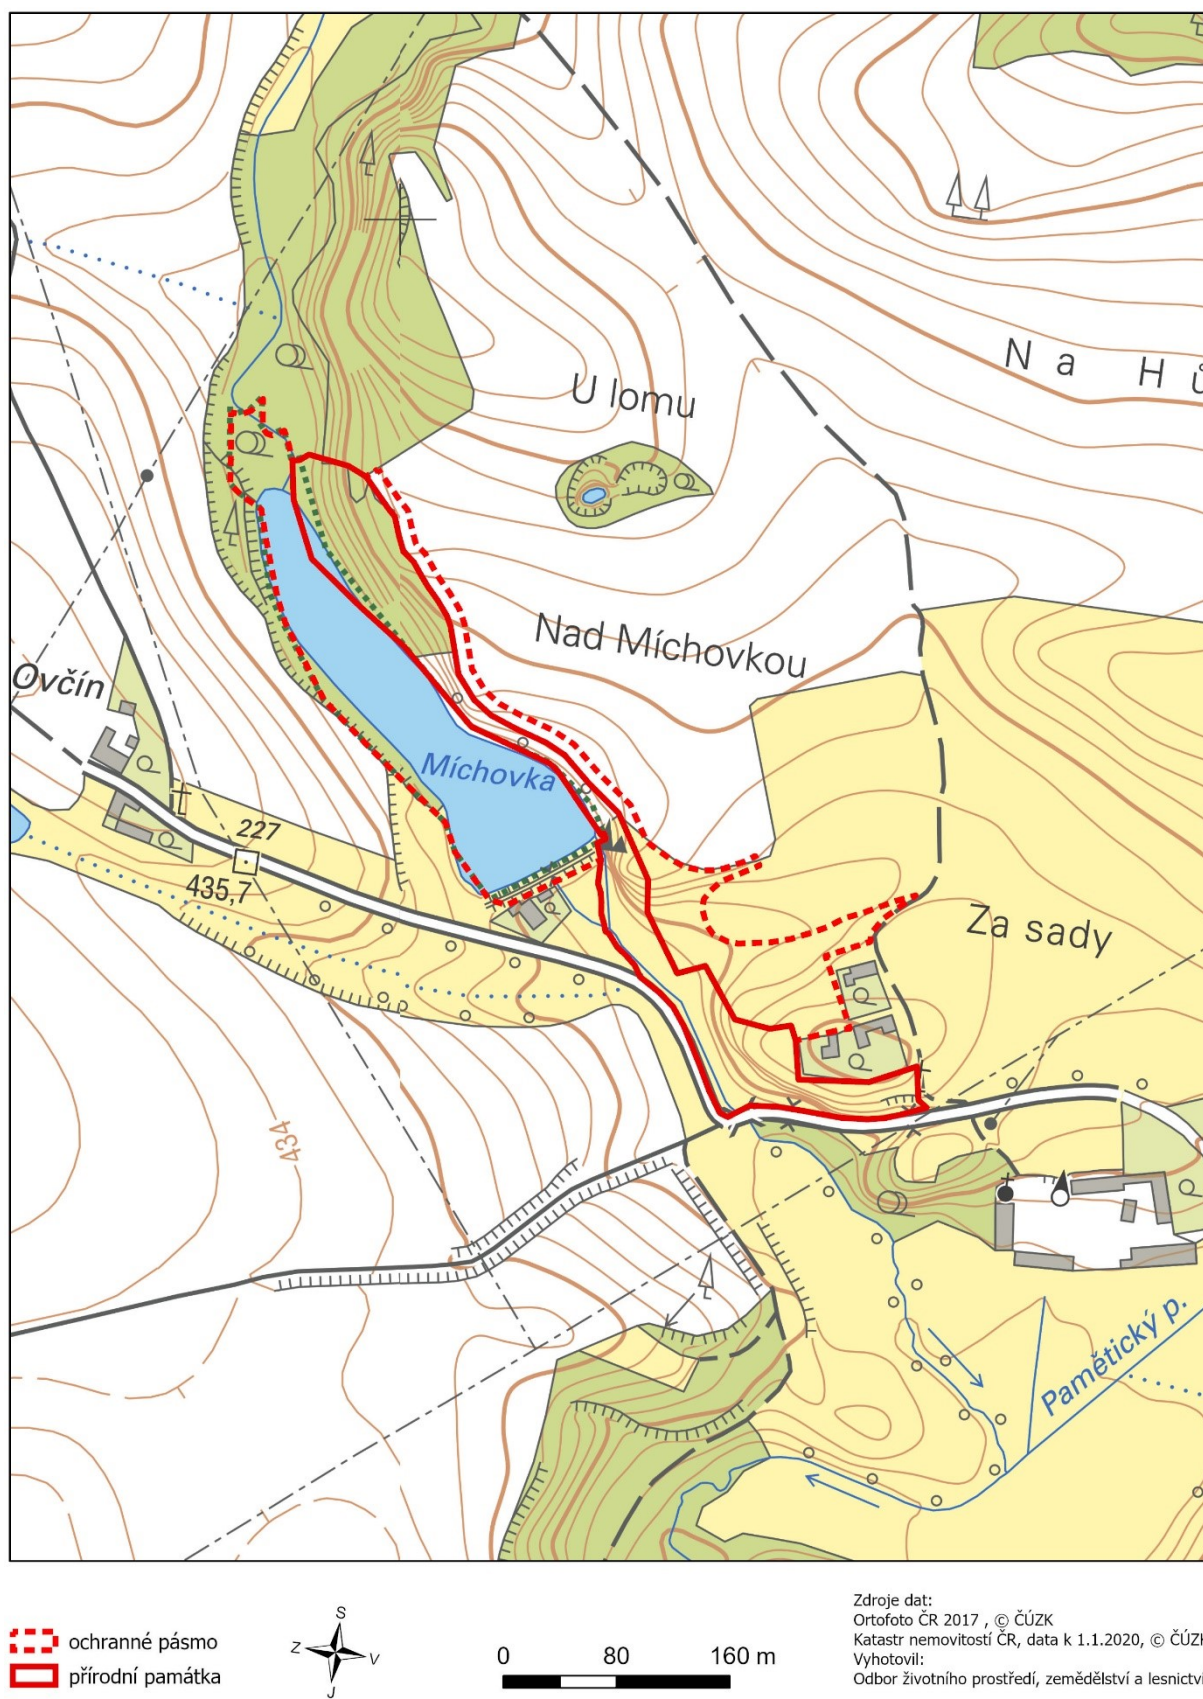 Na Hů
U lomu
Nad Míchovkou
Ovčín
Míchovka
227
435,7
Za sady
434
Pamětický p.
ochranné pásmo
přírodní památka
S
Z
V
J
0 80 160 m
Zdroje dat:
Ortofoto ČR 2017 , © ČÚZK
Katastr nemovitostí ČR, data k 1.1.2020, © ČÚZK
Vyhotovil:
Odbor životního prostředí, zemědělství a lesnictví